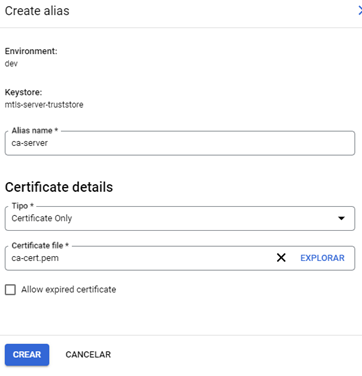 Create alias
Environment:
dev
Keystore:
mtls-server-truststore
Alias name *
ca-server
Certificate details
Tipo *
Certificate Only
Certificate file *
ca-cert.pem
EXPLORAR
Allow expired certificate
CREAR CANCELAR